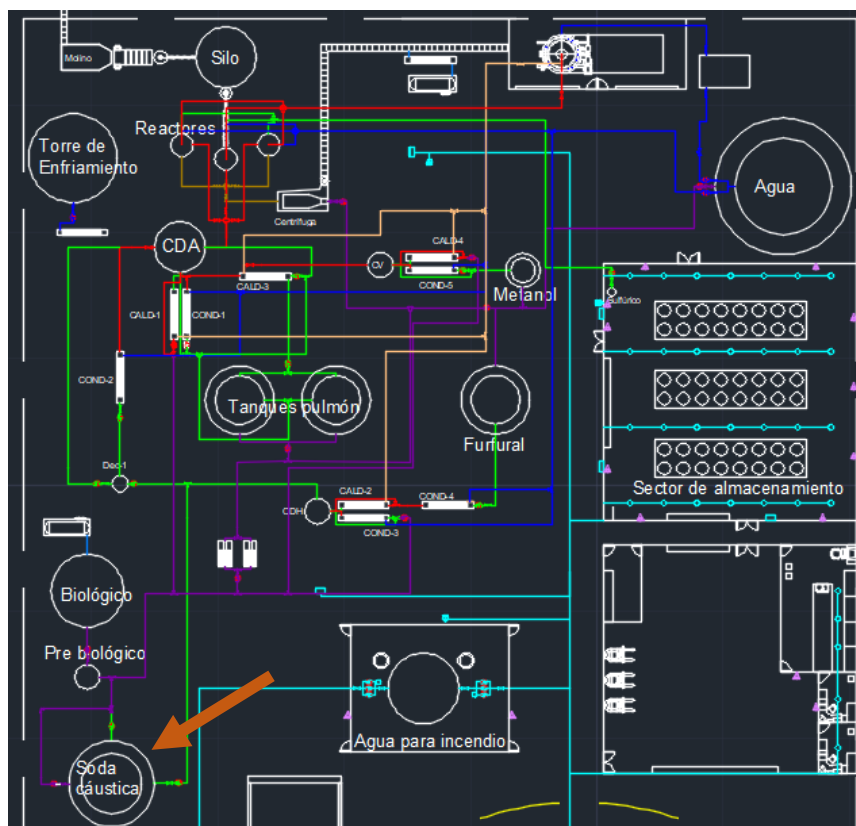 Molino
Silo
Reactores
Torre de
Enfriamiento
Agua
Centrifuga
CDA
CALD-4
CV
COND-5
CALD-3
Metanol
Sulfúrico
CALD-1
COND-1
COND-2
Tanques pulmón
Furfural
Dec-1
CALD-2
COND-4
Sector de almacenamiento
CDH
COND-3
Biológico
Pre biológico
Agua para incendio
Soda
cáustica